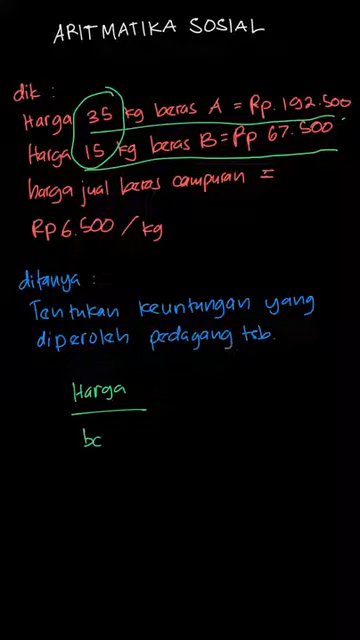 ARITMATIKA SOSIAL
dik :
Harga 35 kg beras A = Rp. 192.500
Harga 15 kg beras B = Rp 67.500
harga jual beras campuran =
Rp 6.500 / kg
ditanya :
Tentukan keuntungan yang
diperoleh pedagang tsb.
Harga
bc